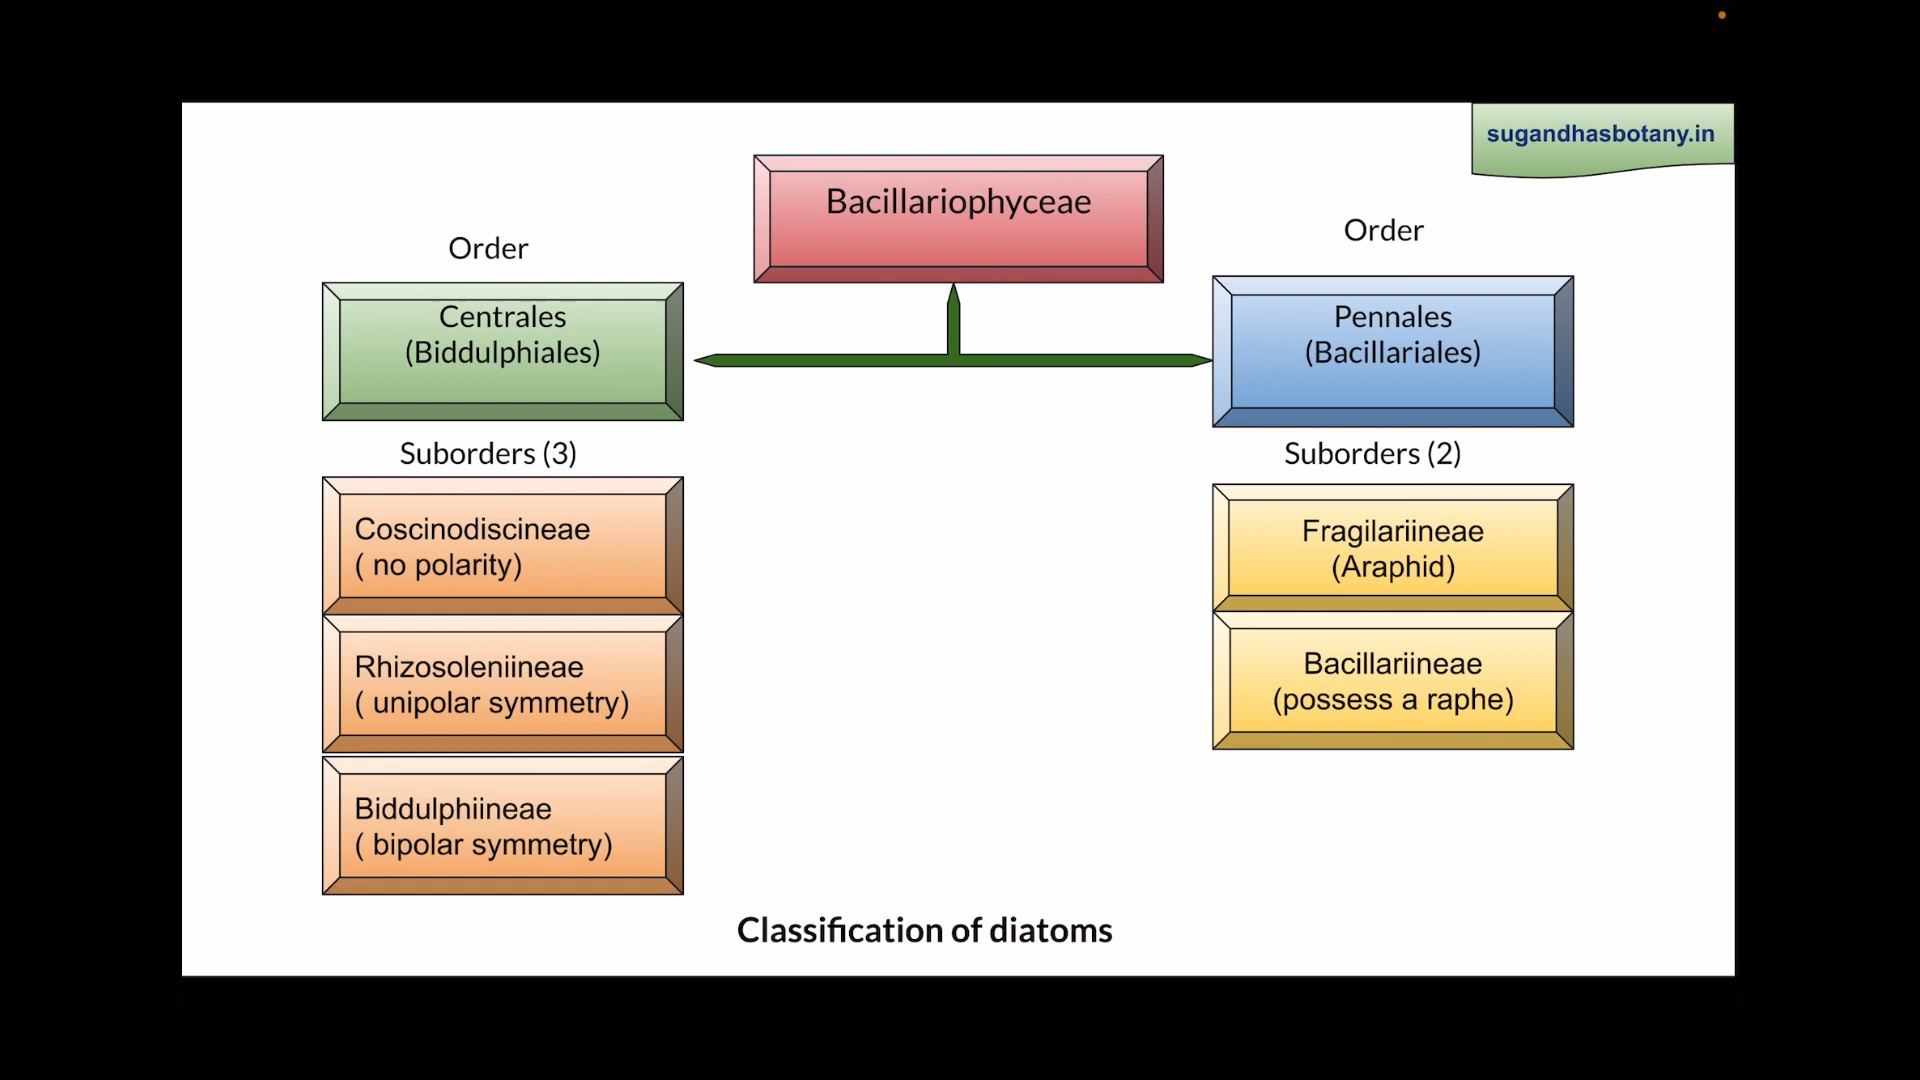 sugandhasbotany.in
Bacillariophyceae
Order
Centrales
(Biddulphiales)
Suborders (3)
Coscinodiscineae
( no polarity)
Rhizosoleniineae
( unipolar symmetry)
Biddulphiineae
( bipolar symmetry)
Order
Pennales
(Bacillariales)
Suborders (2)
Fragilariineae
(Araphid)
Bacillariineae
(possess a raphe)
Classification of diatoms